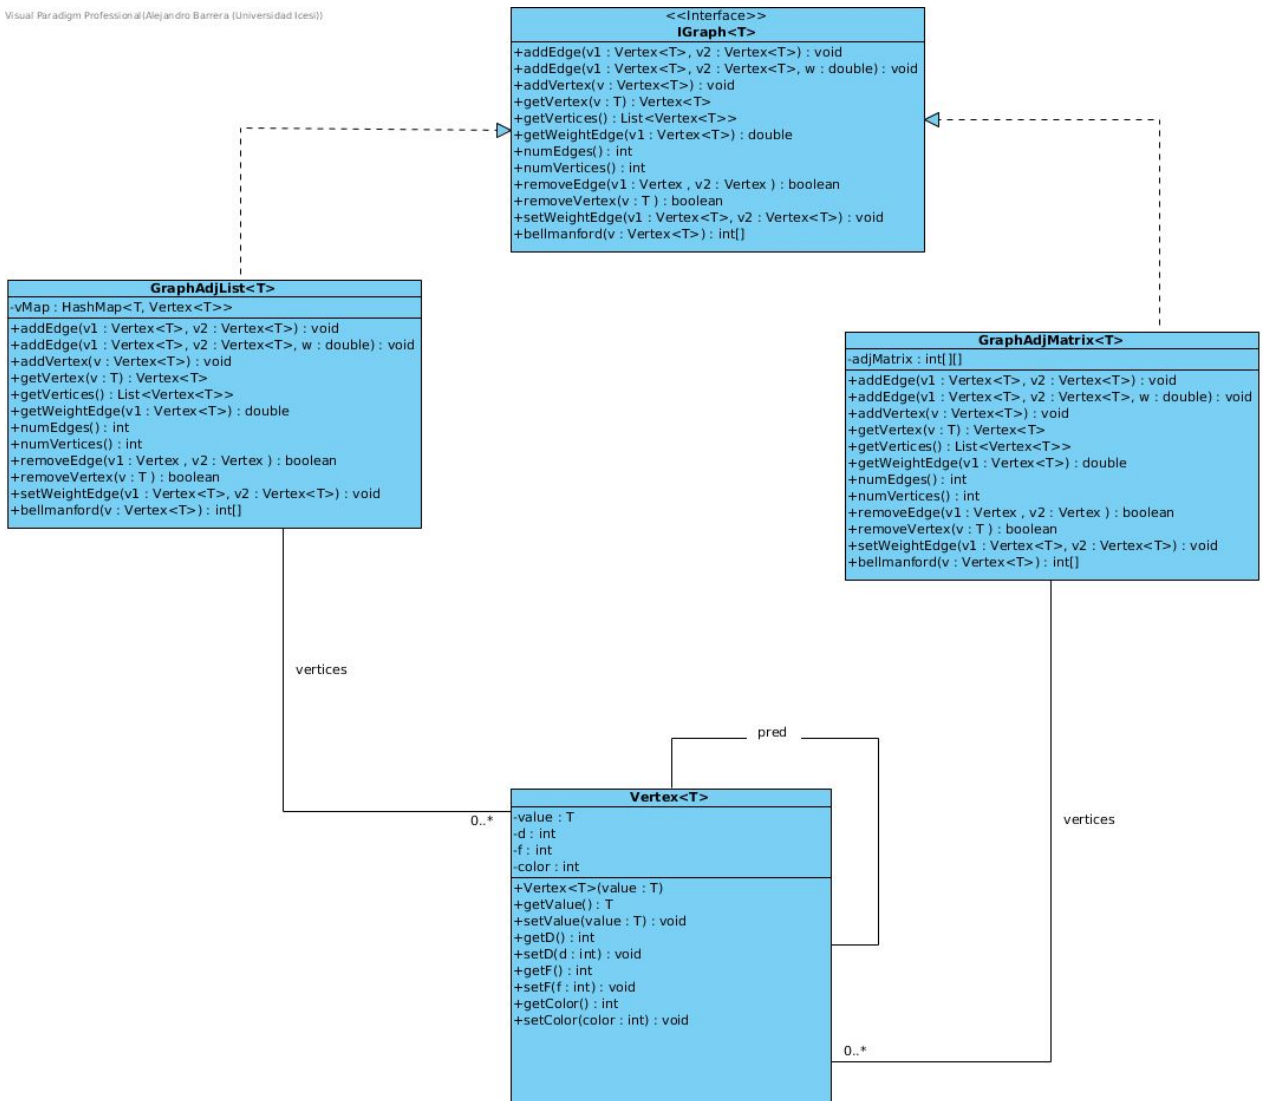 Visual Paradigm Professional(Alejandro Barrera (Universidad Icesi))
<<Interface>>
IGraph<T>
+addEdge(v1 : Vertex<T>, v2 : Vertex<T>) : void
+addEdge(v1 : Vertex<T>, v2 : Vertex<T>, w : double) : void
+addVertex(v : Vertex<T>) : void
+getVertex(v : T) : Vertex<T>
+getVertices() : List<Vertex<T>>
+getWeightEdge(v1 : Vertex<T>) : double
+numEdges() : int
+numVertices() : int
+removeEdge(v1 : Vertex , v2 : Vertex ) : boolean
+removeVertex(v : T ) : boolean
+setWeightEdge(v1 : Vertex<T>, v2 : Vertex<T>) : void
+bellmanford(v : Vertex<T>) : int[]
GraphAdjList<T>
-vMap : HashMap<T, Vertex<T>>
+addEdge(v1 : Vertex<T>, v2 : Vertex<T>) : void
+addEdge(v1 : Vertex<T>, v2 : Vertex<T>, w : double) : void
+addVertex(v : Vertex<T>) : void
+getVertex(v : T) : Vertex<T>
+getVertices() : List<Vertex<T>>
+getWeightEdge(v1 : Vertex<T>) : double
+numEdges() : int
+numVertices() : int
+removeEdge(v1 : Vertex , v2 : Vertex ) : boolean
+removeVertex(v : T ) : boolean
+setWeightEdge(v1 : Vertex<T>, v2 : Vertex<T>) : void
+bellmanford(v : Vertex<T>) : int[]
GraphAdjMatrix<T>
-adjMatrix : int[][]
+addEdge(v1 : Vertex<T>, v2 : Vertex<T>) : void
+addEdge(v1 : Vertex<T>, v2 : Vertex<T>, w : double) : void
+addVertex(v : Vertex<T>) : void
+getVertex(v : T) : Vertex<T>
+getVertices() : List<Vertex<T>>
+getWeightEdge(v1 : Vertex<T>) : double
+numEdges() : int
+numVertices() : int
+removeEdge(v1 : Vertex , v2 : Vertex ) : boolean
+removeVertex(v : T ) : boolean
+setWeightEdge(v1 : Vertex<T>, v2 : Vertex<T>) : void
+bellmanford(v : Vertex<T>) : int[]
vertices
pred
0..*
Vertex<T>
-value : T
-d : int
-f : int
-color : int
+Vertex<T>(value : T)
+getValue() : T
+setValue(value : T) : void
+getD() : int
+setD(d : int) : void
+getF() : int
+setF(f : int) : void
+getColor() : int
+setColor(color : int) : void
vertices
0..*